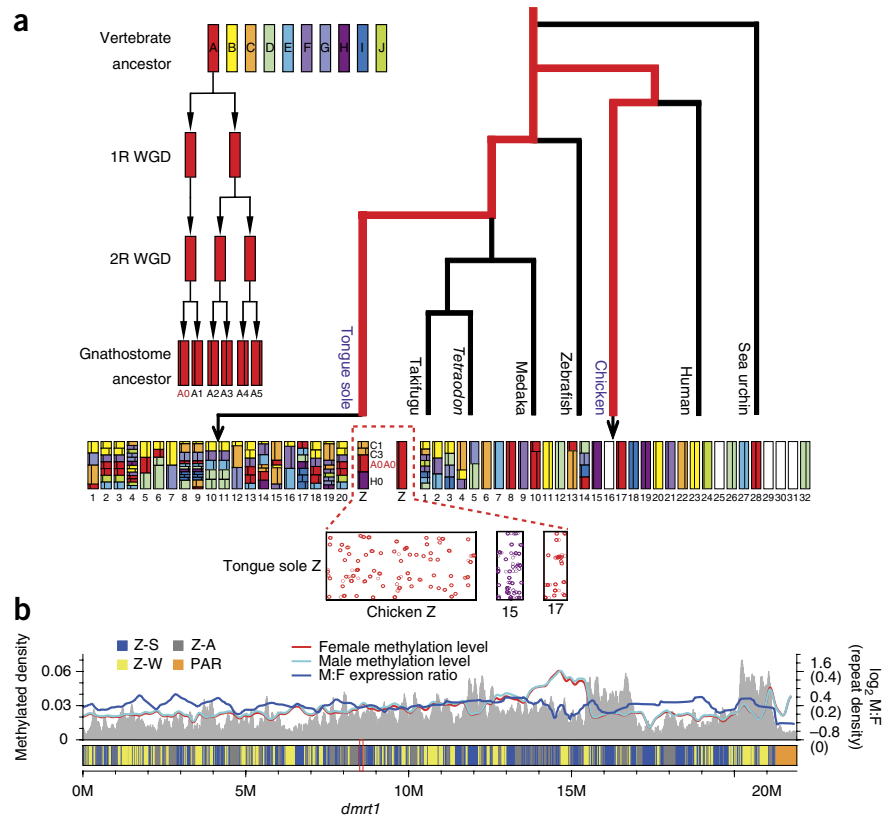 a
Vertebrate
ancestor
A B C D E F G H I J
1R WGD
2R WGD
Gnathostome
ancestor
A0 A1 A2 A3 A4 A5
Tongue sole
Takifugu
Tetraodon
Medaka
Zebrafish
Chicken
Human
Sea urchin
C1
C3
A0 A0
H0
1 2 3 4 5 6 7 8 9 10 11 12 13 14 15 16 17 18 19 20 Z Z 1 2 3 4 5 6 7 8 9 10 11 12 13 14 15 16 17 18 19 20 21 22 23 24 25 26 27 28 29 30 31 32
Tongue sole Z
Chicken Z 15 17
b
Methylated density
0.06
0.03
0
Z-S Z-A
Z-W PAR
Female methylation level
Male methylation level
M:F expression ratio
1.6
(0.4)
0.4
(0.2)
−0.8
(0)
log2 M:F
(repeat density)
0M 5M 10M 15M 20M
dmrt1